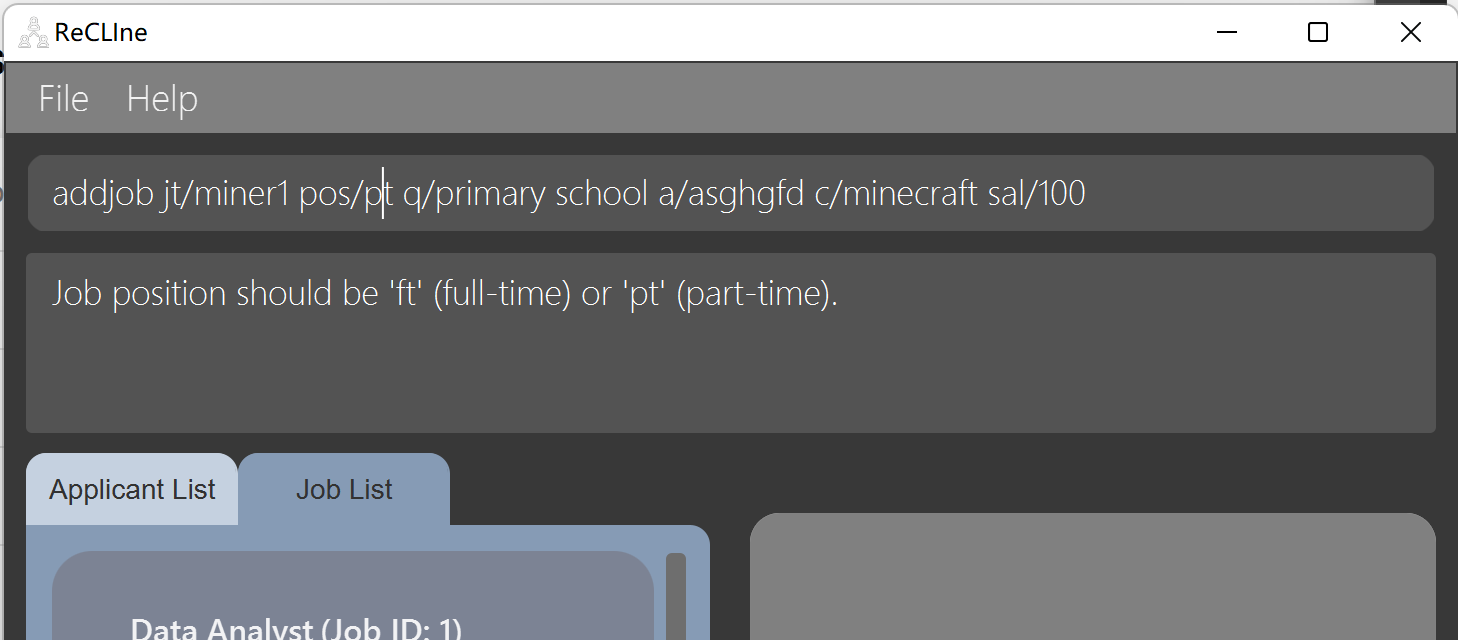 ReCLIne
File Help
addjob jt/miner1 pos/pt q/primary school a/asghgfd c/minecraft sal/100
Job position should be 'ft' (full-time) or 'pt' (part-time).
Applicant List Job List
Data Analyst (Job ID: 1)